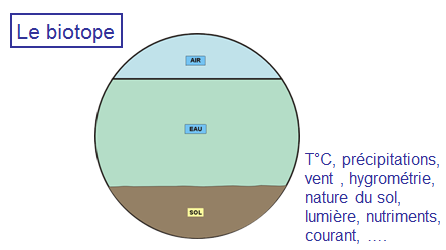 Le biotope
AIR
EAU
SOL
T°C, précipitations,
vent , hygrométrie,
nature du sol,
lumière, nutriments,
courant, ....